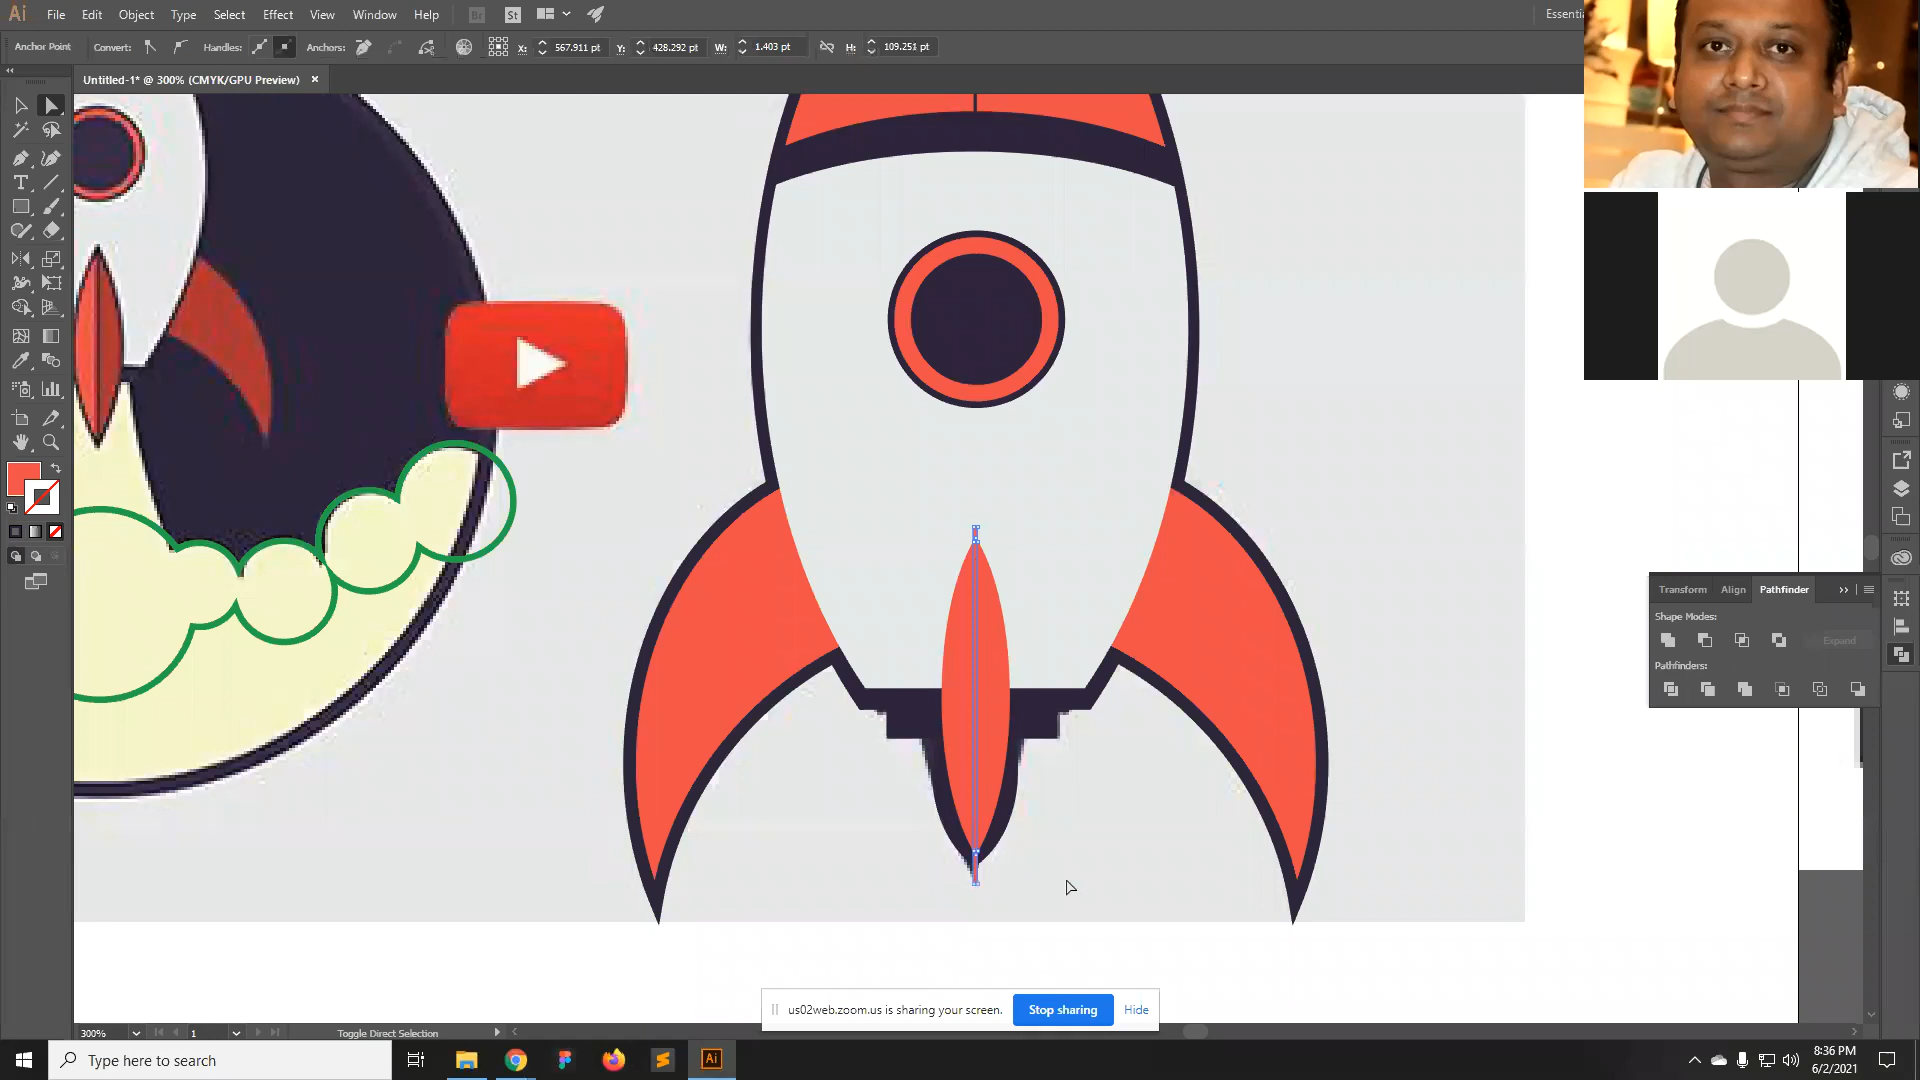 Ai File Edit Object Type Select Effect View Window Help Br St
Anchor Point Convert: Handles: Anchors: X: 567.911 pt Y: 428.292 pt W: 1.403 pt H: 109.251 pt
Untitled-1* @ 300% (CMYK/GPU Preview) ×
Transform Align Pathfinder
Shape Modes:
Expand
Pathfinders:
us02web.zoom.us is sharing your screen. Stop sharing Hide
300% 1 Toggle Direct Selection
Type here to search Ai
8:36 PM
6/2/2021